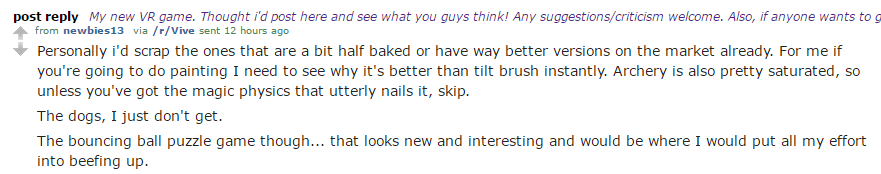 post reply My new VR game. Thought i'd post here and see what you guys think! Any suggestions/criticism welcome. Also, if anyone wants to g
from newbies13 via /r/Vive sent 12 hours ago
Personally i'd scrap the ones that are a bit half baked or have way better versions on the market already. For me if
you're going to do painting I need to see why it's better than tilt brush instantly. Archery is also pretty saturated, so
unless you've got the magic physics that utterly nails it, skip.
The dogs, I just don't get.
The bouncing ball puzzle game though... that looks new and interesting and would be where I would put all my effort
into beefing up.